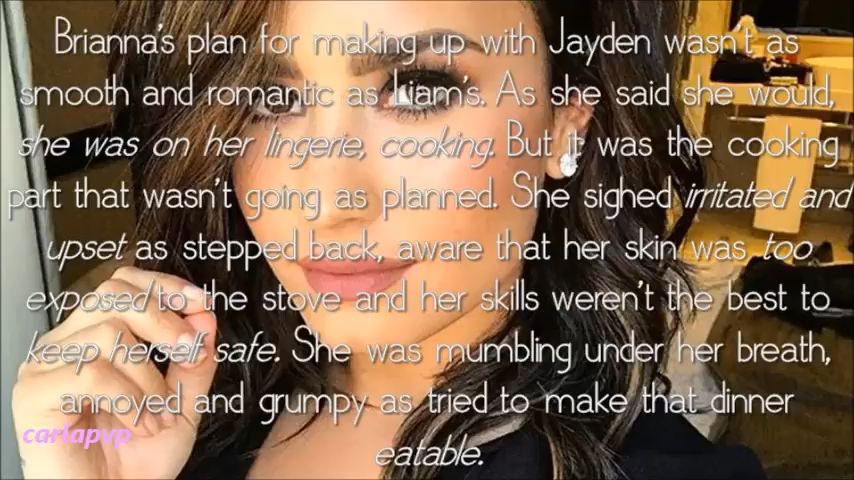 Brianna's plan for making up with Jayden wasn't as
smooth and romantic as Liam's. As she said she would,
she was on her lingerie, cooking. But it was the cooking
part that wasn't going as planned. She sighed irritated and
upset as stepped back, aware that her skin was too
exposed to the stove and her skills weren't the best to
keep herself safe. She was mumbling under her breath,
annoyed and grumpy as tried to make that dinner
eatable.
carlapvp